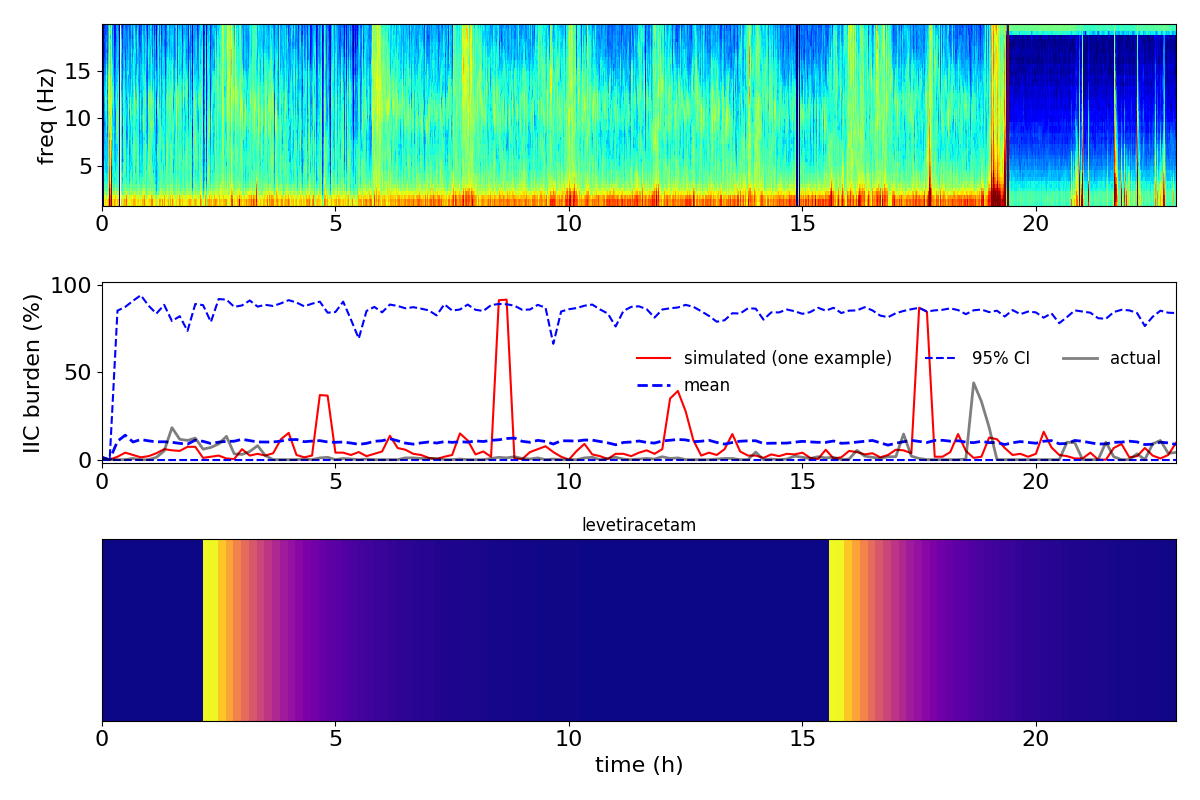 freq (Hz)
15
10
5
0 5 10 15 20
IIC burden (%)
100
50
0
simulated (one example) 95% CI actual
mean
0 5 10 15 20
levetiracetam
0 5 10 15 20
time (h)